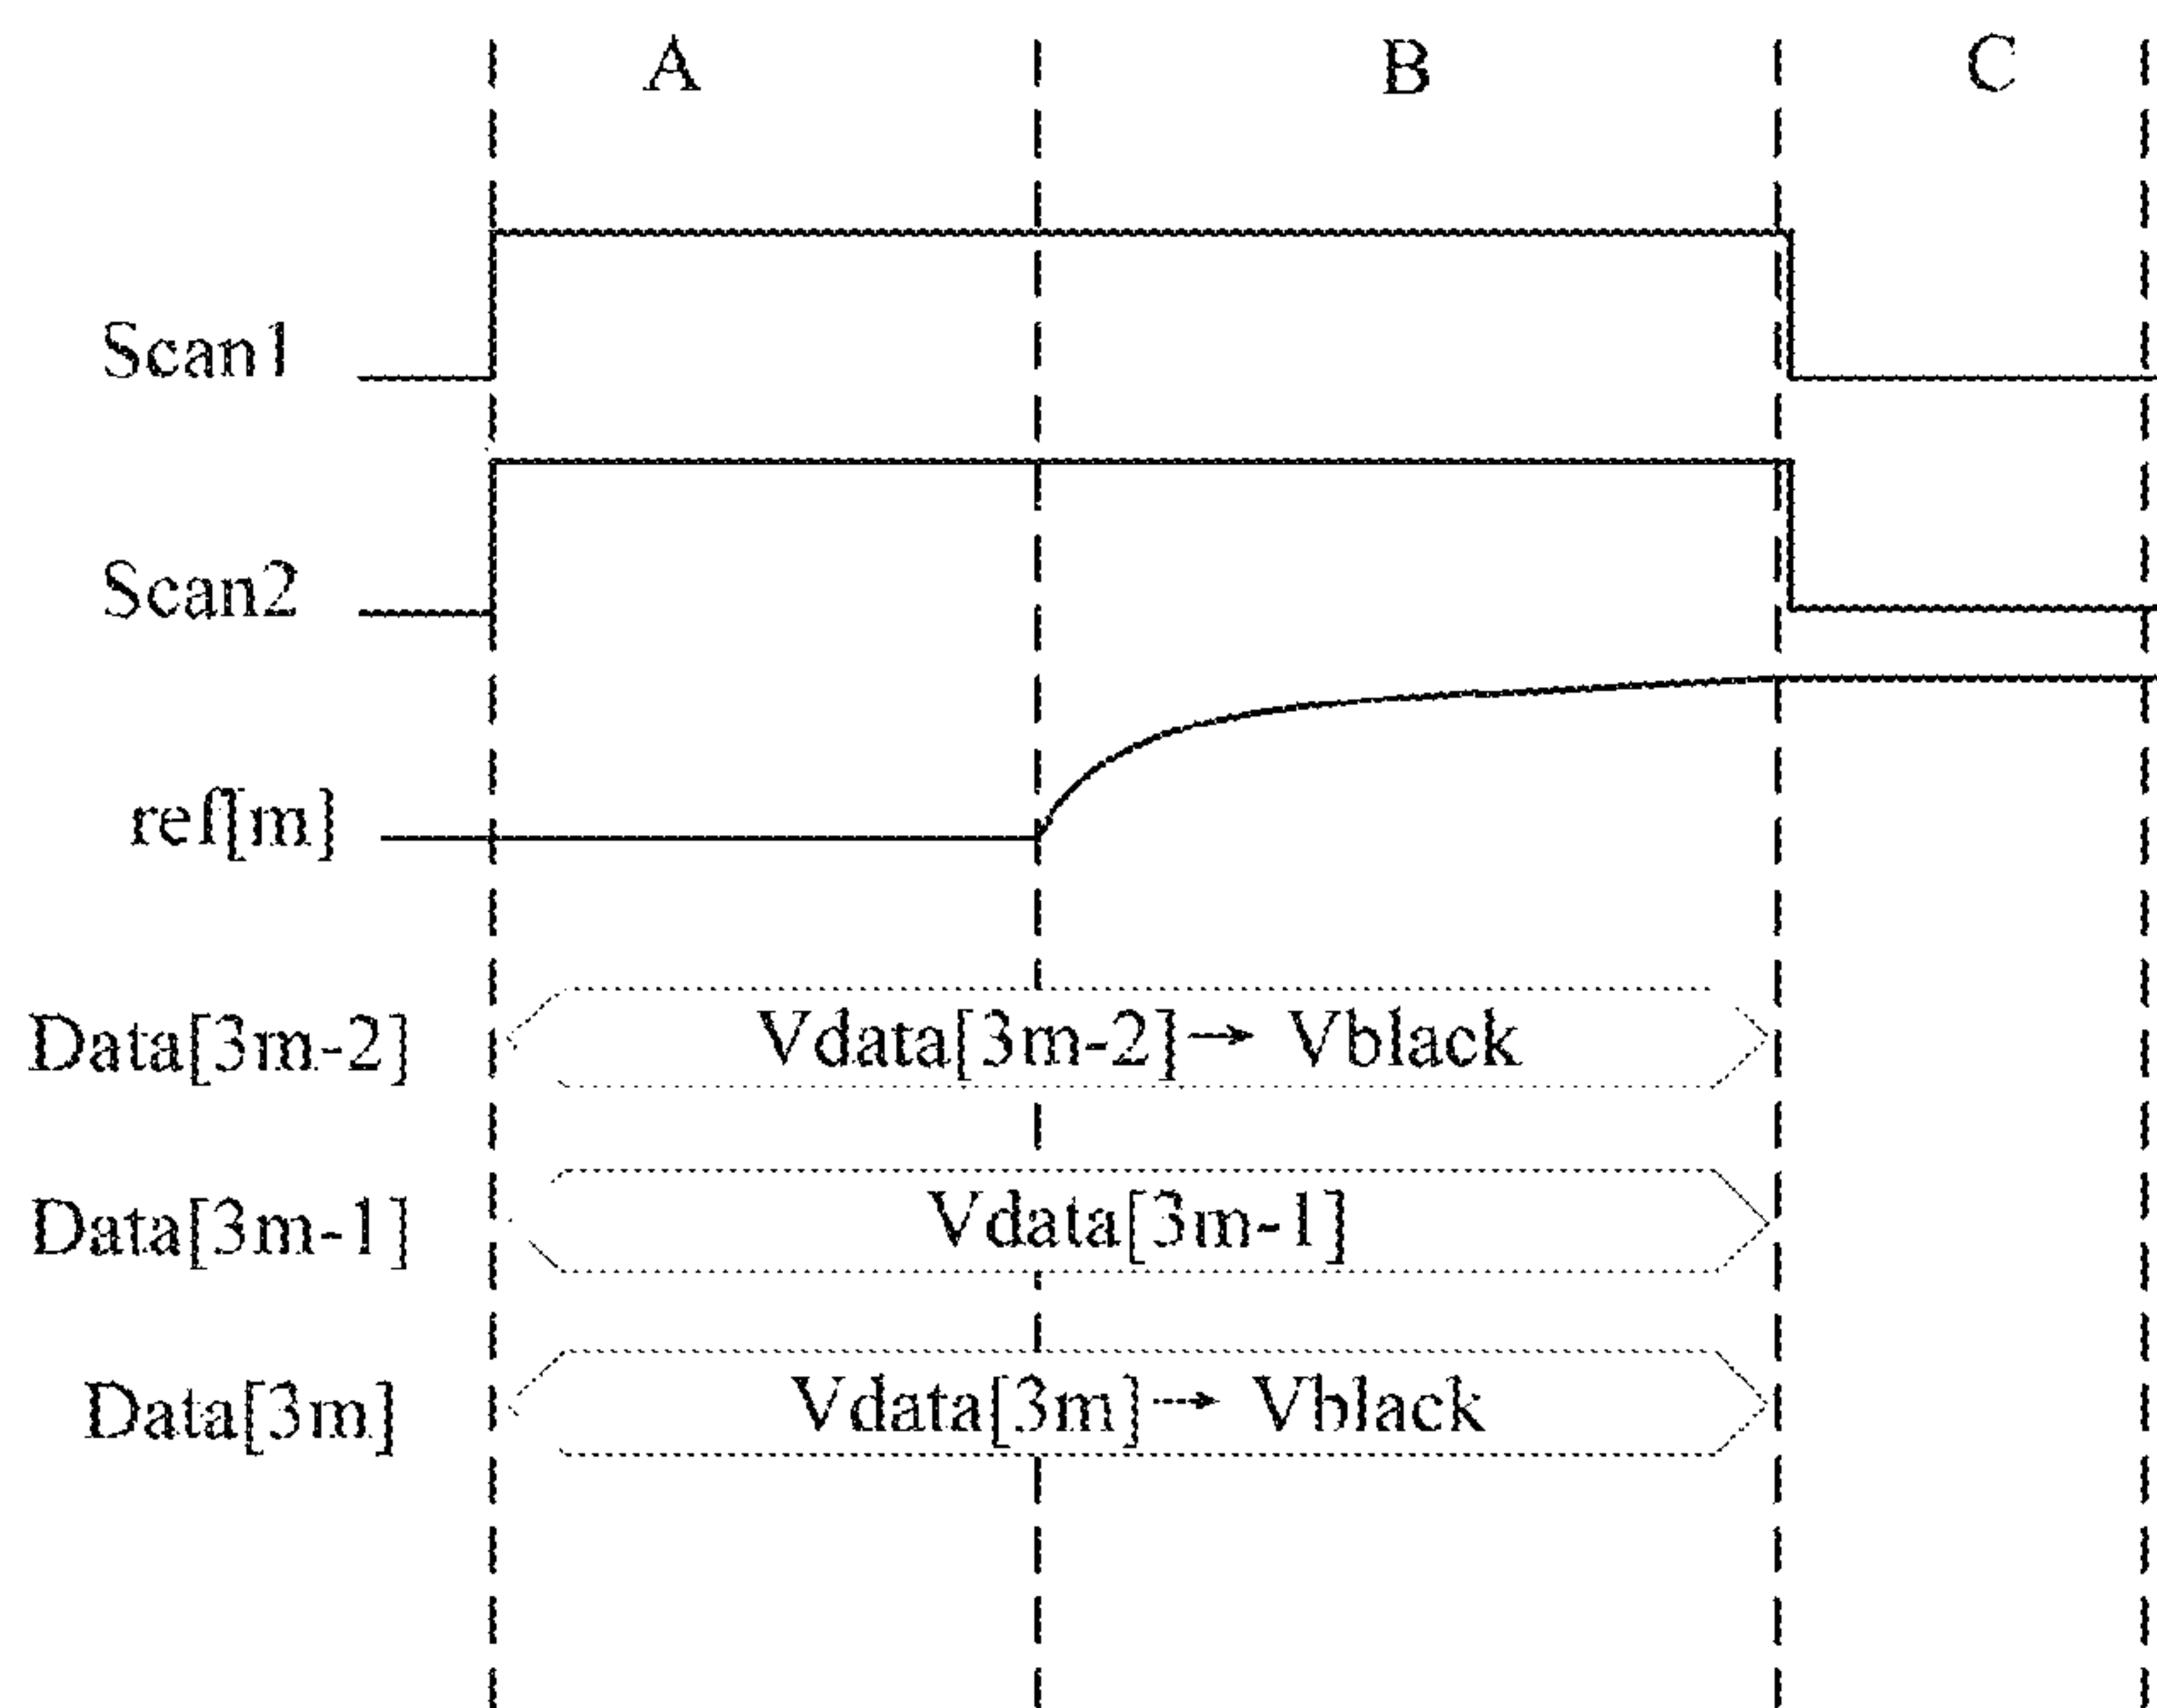 A B C
Scan1
Scan2
ref[m]
Data[3m-2] Vdata[3m-2]→ Vblack
Data[3m-1] Vdata[3m-1]
Data[3m] Vdata[3m]→ Vblack